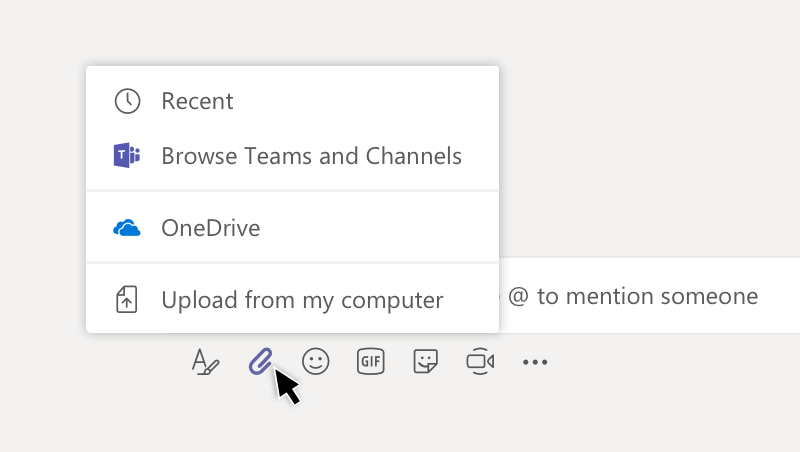 Recent
Browse Teams and Channels
OneDrive
Upload from my computer
@ to mention someone
GIF